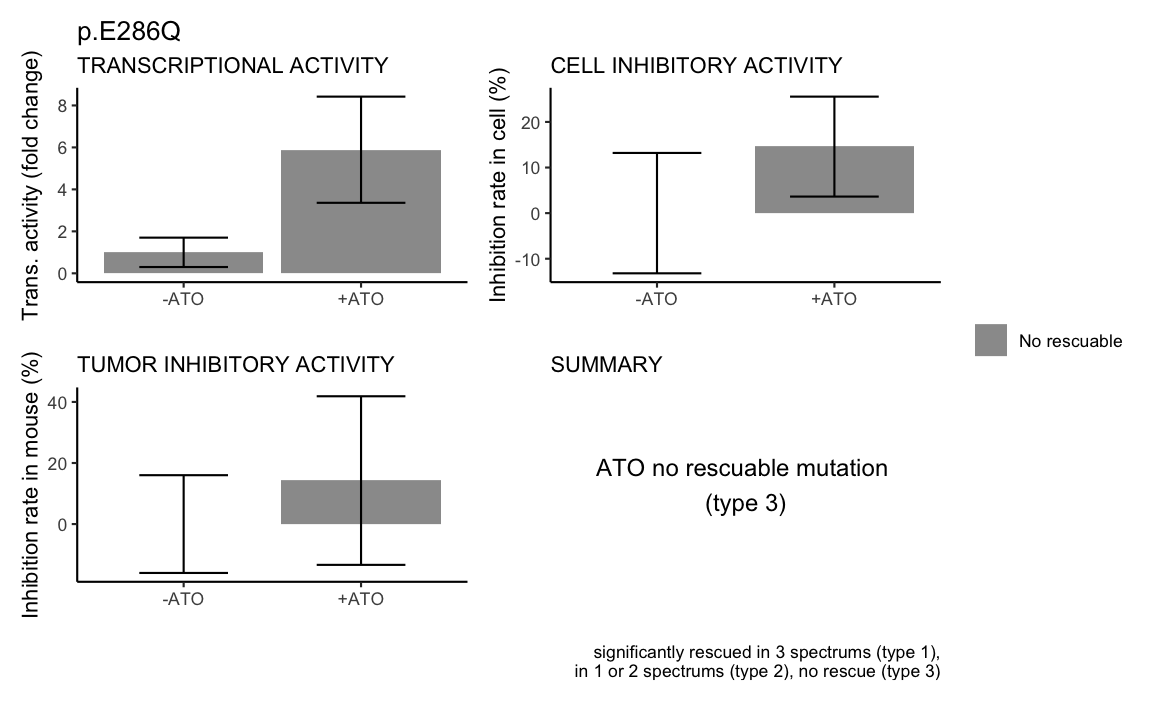 p.E286Q
TRANSCRIPTIONAL ACTIVITY
Trans. activity (fold change)
8
6
4
2
0
-ATO
+ATO
CELL INHIBITORY ACTIVITY
Inhibition rate in cell (%)
20
10
0
-10
-ATO
+ATO
No rescuable
TUMOR INHIBITORY ACTIVITY
Inhibition rate in mouse (%)
40
20
0
-ATO
+ATO
SUMMARY
ATO no rescuable mutation
(type 3)
significantly rescued in 3 spectrums (type 1),
in 1 or 2 spectrums (type 2), no rescue (type 3)